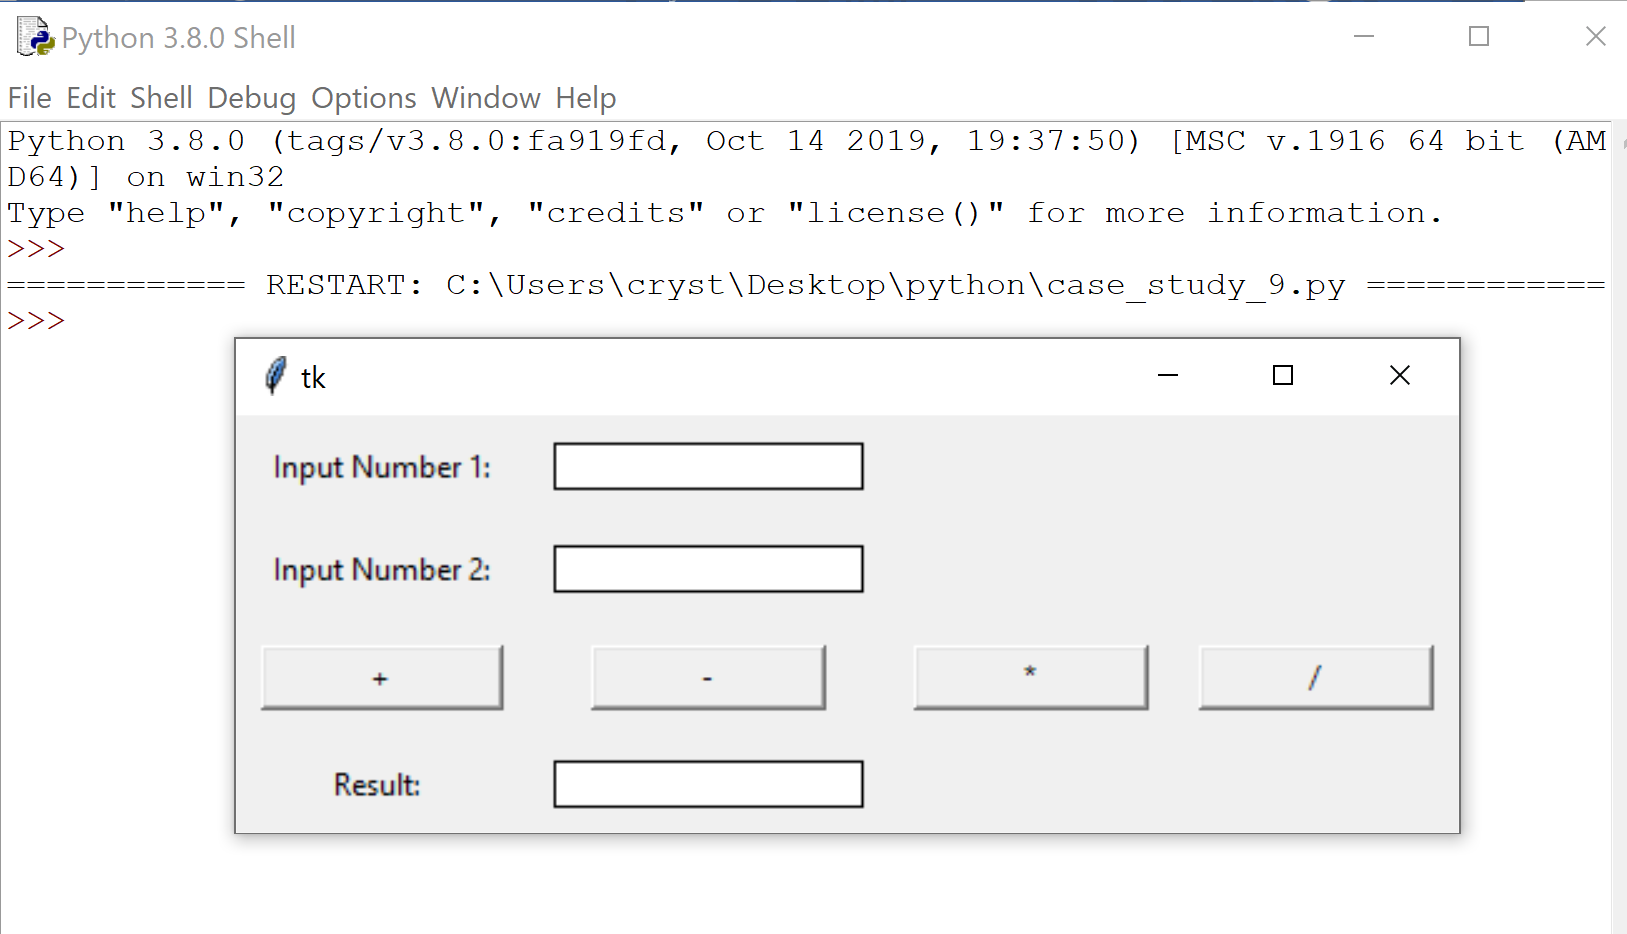 Python 3.8.0 Shell
File Edit Shell Debug Options Window Help
Python 3.8.0 (tags/v3.8.0:fa919fd, Oct 14 2019, 19:37:50) [MSC v.1916 64 bit (AM
D64)] on win32
Type "help", "copyright", "credits" or "license()" for more information.
>>>
============ RESTART: C:\Users\cryst\Desktop\python\case_study_9.py ============
>>>
tk
Input Number 1:
Input Number 2:
+ - * /
Result: